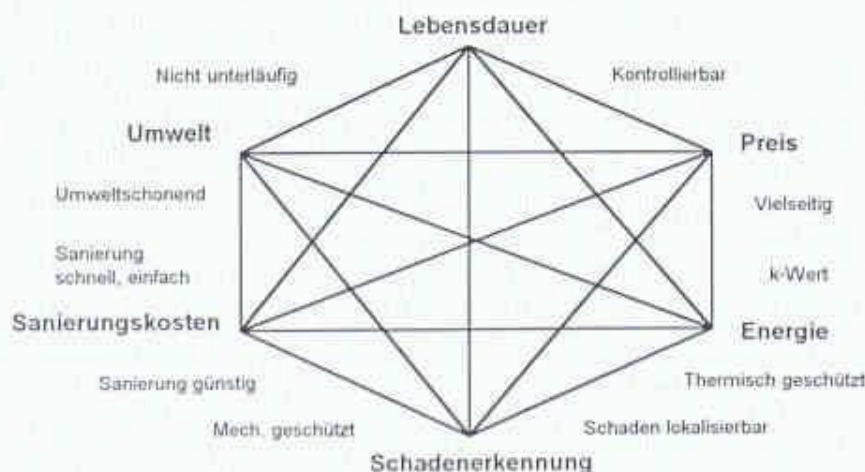 Lebensdauer
Nicht unterläufig
Kontrollierbar
Umwelt
Preis
Umweltschonend
Vielseitig
Sanierung
schnell, einfach
k-Wert
Sanierungskosten
Energie
Sanierung günstig
Thermisch geschützt
Mech. geschützt
Schaden lokalisierbar
Schadenerkennung